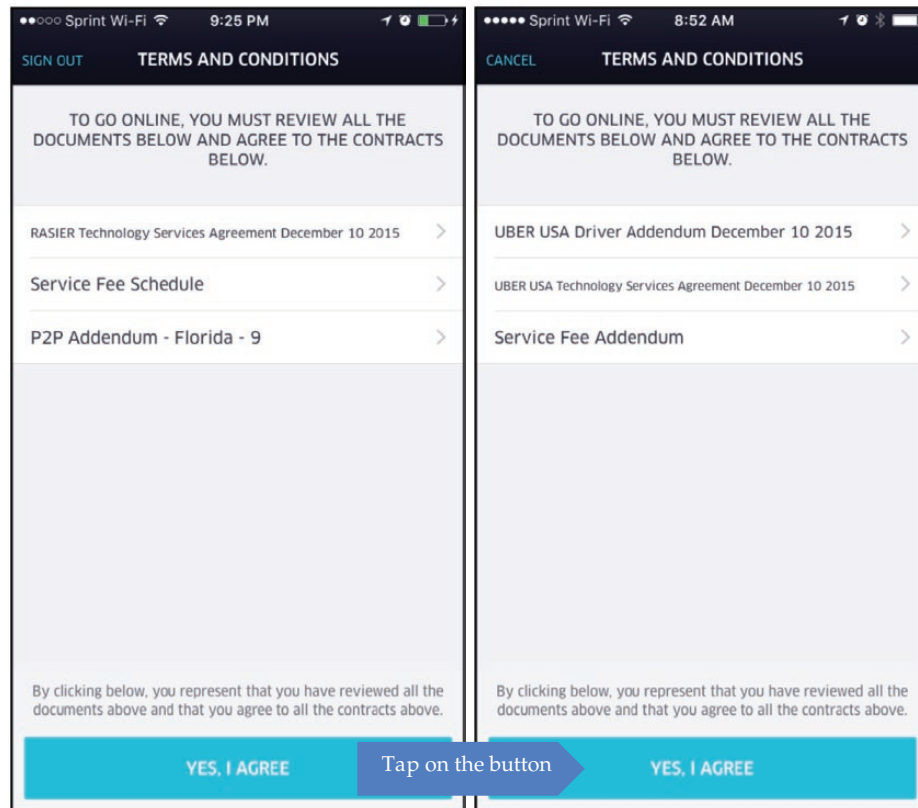 Sprint Wi-Fi 9:25 PM
SIGN OUT TERMS AND CONDITIONS
TO GO ONLINE, YOU MUST REVIEW ALL THE
DOCUMENTS BELOW AND AGREE TO THE CONTRACTS
BELOW.
RASIER Technology Services Agreement December 10 2015
Service Fee Schedule
P2P Addendum - Florida - 9
By clicking below, you represent that you have reviewed all the
documents above and that you agree to all the contracts above.
YES, I AGREE
Tap on the button
Sprint Wi-Fi 8:52 AM
CANCEL TERMS AND CONDITIONS
TO GO ONLINE, YOU MUST REVIEW ALL THE
DOCUMENTS BELOW AND AGREE TO THE CONTRACTS
BELOW.
UBER USA Driver Addendum December 10 2015
UBER USA Technology Services Agreement December 10 2015
Service Fee Addendum
By clicking below, you represent that you have reviewed all the
documents above and that you agree to all the contracts above.
YES, I AGREE